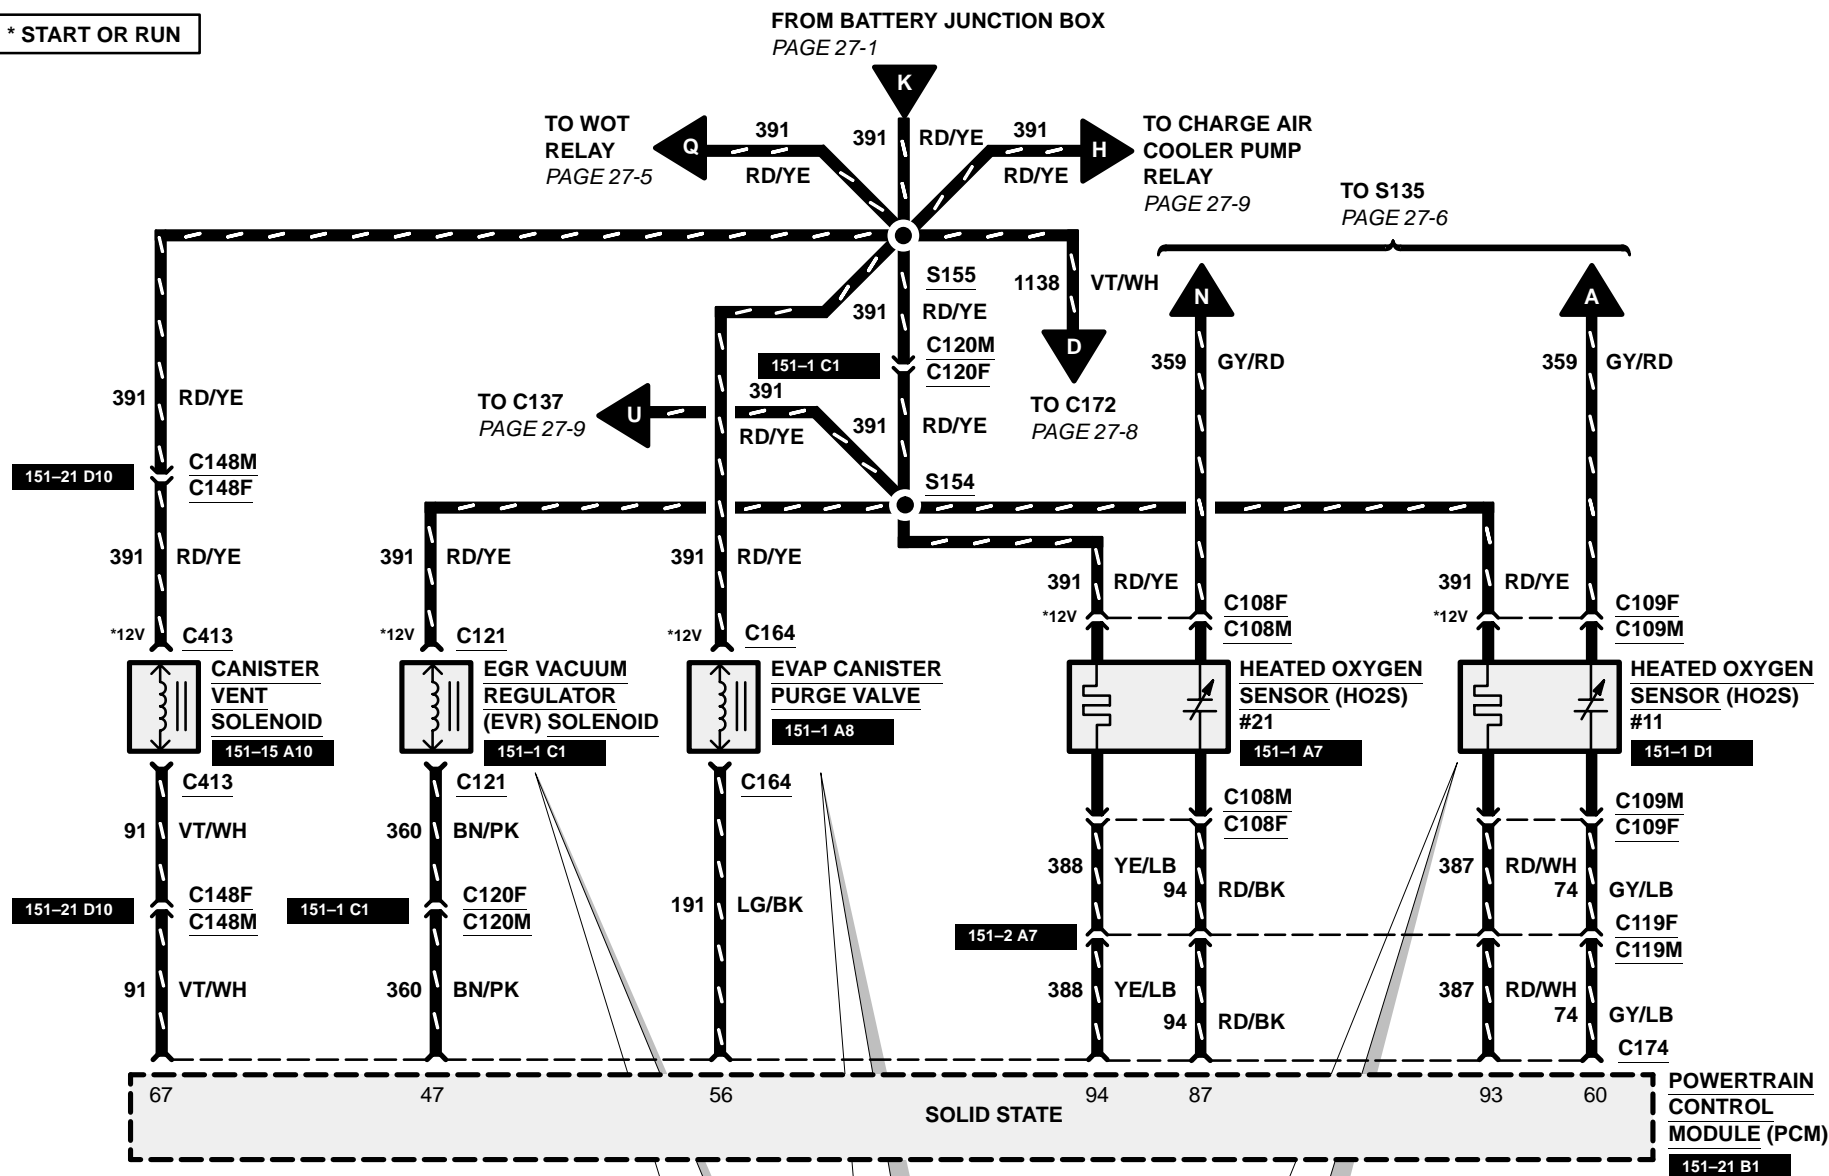 * START OR RUN
FROM BATTERY JUNCTION BOX
PAGE 27-1
K
TO WOT
RELAY
PAGE 27-5
Q
391
RD/YE
391
RD/YE
391
RD/YE
H
TO CHARGE AIR
COOLER PUMP
RELAY
PAGE 27-9
TO S135
PAGE 27-6
S155
391
RD/YE
1138
VT/WH
D
TO C172
PAGE 27-8
N
A
359
GY/RD
359
GY/RD
151–1 C1
C120M
C120F
TO C137
PAGE 27-9
U
391
RD/YE
391
RD/YE
391
RD/YE
151–21 D10
C148M
C148F
S154
391
RD/YE
391
RD/YE
391
RD/YE
391
RD/YE
391
RD/YE
*12V
C413
*12V
C121
*12V
C164
*12V
C108F
C108M
*12V
C109F
C109M
CANISTER
VENT
SOLENOID
151–15 A10
EGR VACUUM
REGULATOR
(EVR) SOLENOID
151–1 C1
EVAP CANISTER
PURGE VALVE
151–1 A8
HEATED OXYGEN
SENSOR (HO2S)
#21
151–1 A7
HEATED OXYGEN
SENSOR (HO2S)
#11
151–1 D1
C413
C121
C164
C108M
C108F
C109M
C109F
91
VT/WH
360
BN/PK
388
YE/LB
94
RD/BK
387
RD/WH
74
GY/LB
151–21 D10
C148F
C148M
151–1 C1
C120F
C120M
191
LG/BK
151–2 A7
C119F
C119M
91
VT/WH
360
BN/PK
388
YE/LB
94
RD/BK
387
RD/WH
74
GY/LB
C174
67
47
56
94
87
93
60
SOLID STATE
POWERTRAIN
CONTROL
MODULE (PCM)
151–21 B1